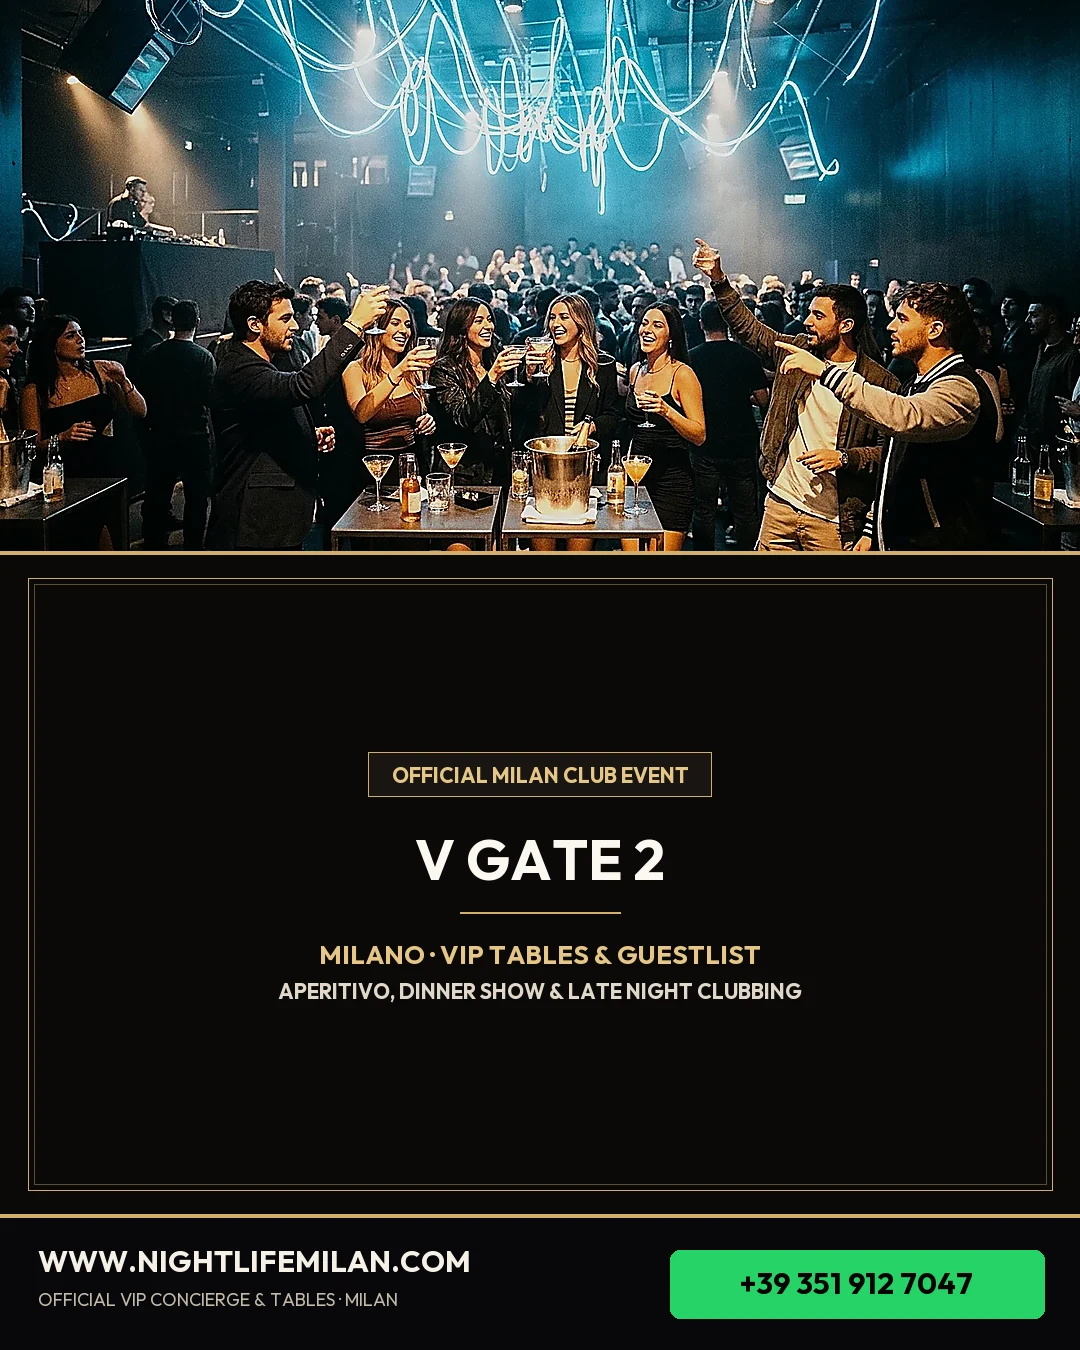 OFFICIAL MILAN CLUB EVENT
V GATE 2
MILANO · VIP TABLES & GUESTLIST
APERITIVO, DINNER SHOW & LATE NIGHT CLUBBING
WWW.NIGHTLIFEMILAN.COM
OFFICIAL VIP CONCIERGE & TABLES · MILAN
+39 351 912 7047